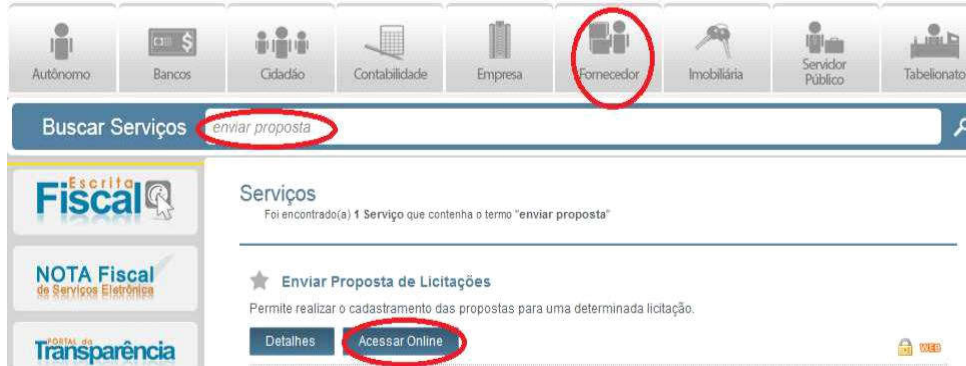 Autônomo Bancos Cidadão Contabilidade Empresa Fornecedor Imobiliária Servidor Público Tabelionato
Buscar Serviços enviar proposta
Escrita
Fiscal
NOTA Fiscal
de Serviços Eletrônica
PORTAL da
Transparência
Serviços
Foi encontrado(a) 1 Serviço que contenha o termo "enviar proposta"
Enviar Proposta de Licitações
Permite realizar o cadastramento das propostas para uma determinada licitação.
Detalhes Acessar Online WEB